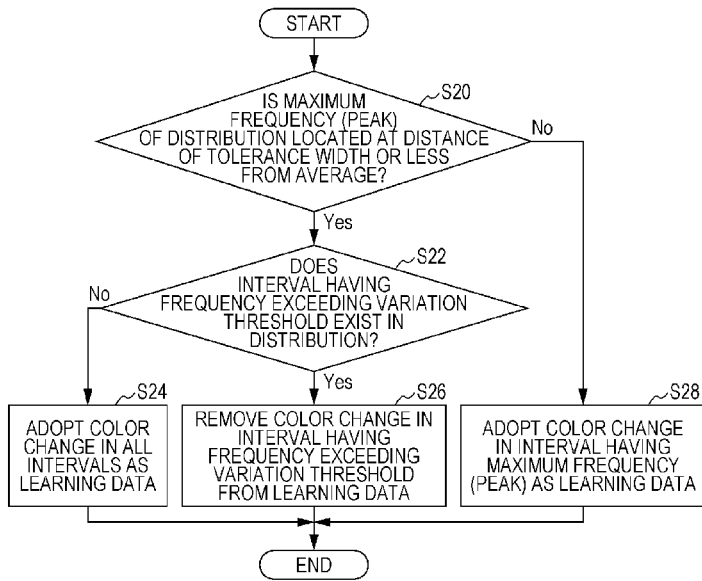 START
S20
IS MAXIMUM
FREQUENCY (PEAK)
OF DISTRIBUTION LOCATED AT DISTANCE
OF TOLERANCE WIDTH OR LESS
FROM AVERAGE?
No
Yes
S22
DOES
INTERVAL HAVING
FREQUENCY EXCEEDING VARIATION
THRESHOLD EXIST IN
DISTRIBUTION?
No
Yes
S24
ADOPT COLOR
CHANGE IN ALL
INTERVALS AS
LEARNING DATA
S26
REMOVE COLOR CHANGE IN
INTERVAL HAVING
FREQUENCY EXCEEDING
VARIATION THRESHOLD
FROM LEARNING DATA
S28
ADOPT COLOR CHANGE
IN INTERVAL HAVING
MAXIMUM FREQUENCY
(PEAK) AS LEARNING DATA
END